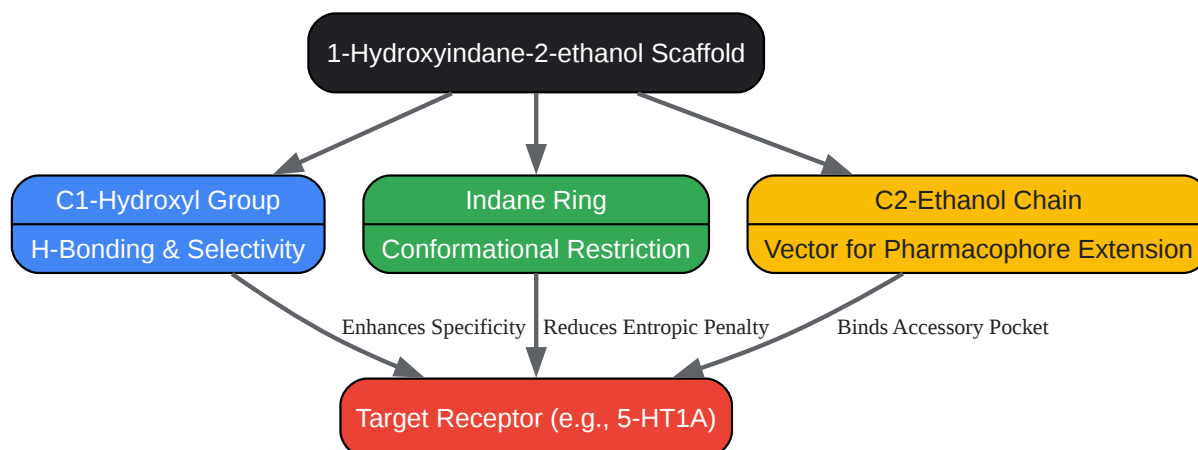 1-Hydroxyindane-2-ethanol Scaffold
C1-Hydroxyl Group
H-Bonding & Selectivity
Indane Ring
Conformational Restriction
C2-Ethanol Chain
Vector for Pharmacophore Extension
Enhances Specificity
Reduces Entropic Penalty
Binds Accessory Pocket
Target Receptor (e.g., 5-HT1A)